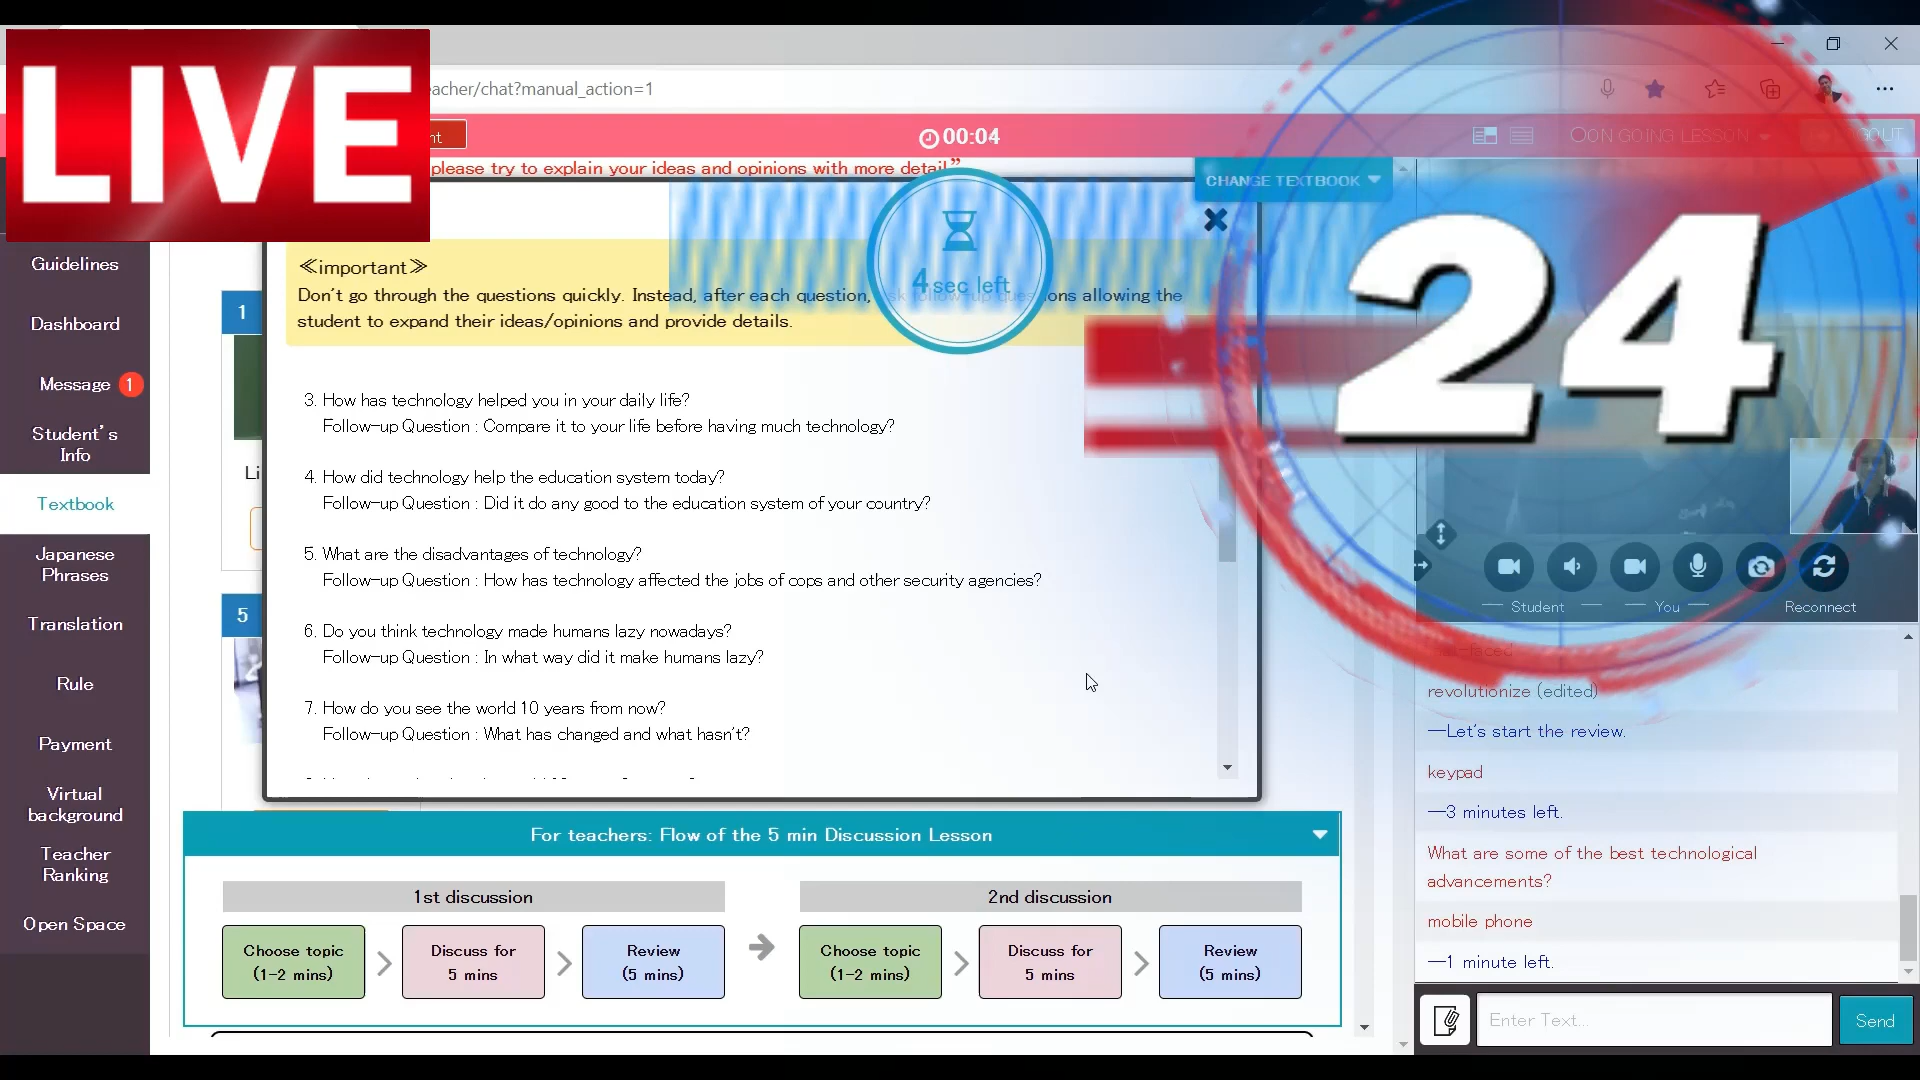 LIVE
eacher/chat?manual_action=1
nt
00:04
ON GOING LESSON
OUT
please try to explain your ideas and opinions with more detail”
CHANGE TEXTBOOK
4 sec left
24
≪important≫
Don't go through the questions quickly. Instead, after each question, ask follow-up questions allowing the
student to expand their ideas/opinions and provide details.
3. How has technology helped you in your daily life?
Follow-up Question : Compare it to your life before having much technology?
4. How did technology help the education system today?
Follow-up Question : Did it do any good to the education system of your country?
5. What are the disadvantages of technology?
Follow-up Question : How has technology affected the jobs of cops and other security agencies?
6. Do you think technology made humans lazy nowadays?
Follow-up Question : In what way did it make humans lazy?
7. How do you see the world 10 years from now?
Follow-up Question : What has changed and what hasn't?
Guidelines
Dashboard
Message 1
Student's
Info
Textbook
Japanese
Phrases
Translation
Rule
Payment
Virtual
background
Teacher
Ranking
Open Space
1
Li
5
For teachers: Flow of the 5 min Discussion Lesson
1st discussion
2nd discussion
Choose topic
(1-2 mins)
Discuss for
5 mins
Review
(5 mins)
Choose topic
(1-2 mins)
Discuss for
5 mins
Review
(5 mins)
Student
You
Reconnect
revolutionize (edited)
—Let's start the review.
keypad
—3 minutes left.
What are some of the best technological
advancements?
mobile phone
—1 minute left.
Enter Text...
Send